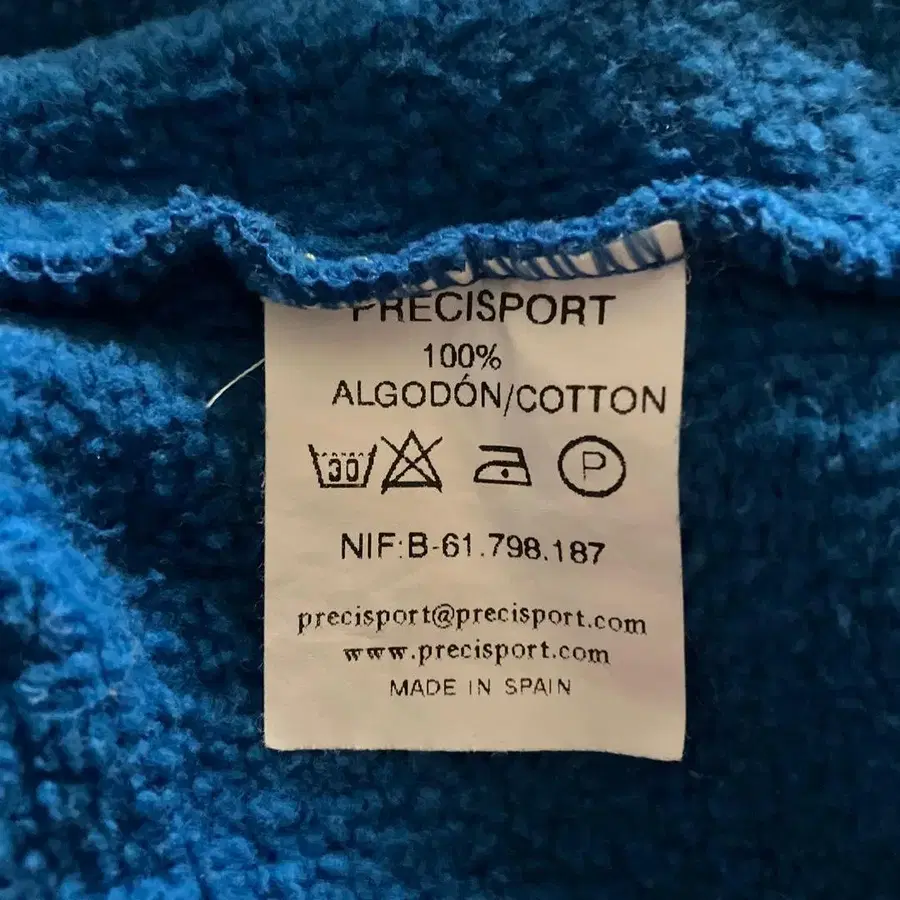 PRECISPORT
100%
ALGODÓN/COTTON
30 P
NIF:B-61.798.187
precisport@precisport.com
www.precisport.com
MADE IN SPAIN